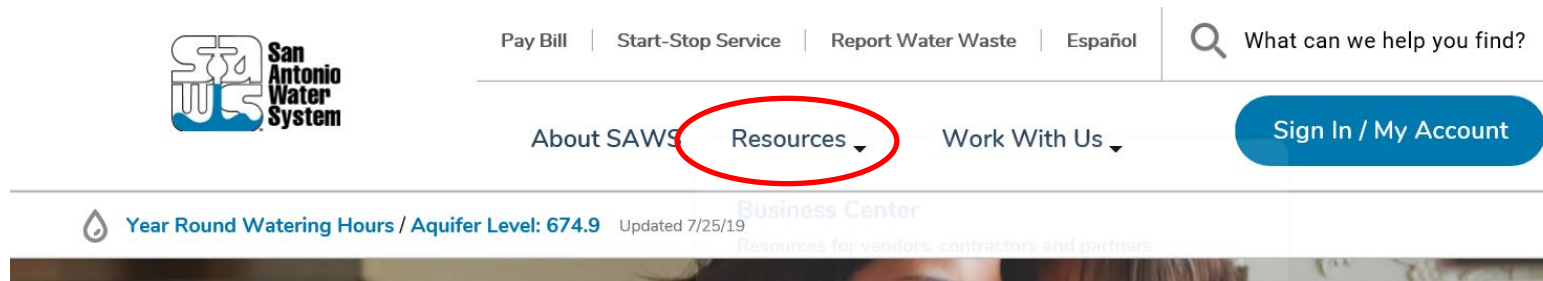 San
Antonio
Water
System
Pay Bill | Start-Stop Service | Report Water Waste | Español
What can we help you find?
About SAWS
Resources
Work With Us
Sign In / My Account
Year Round Watering Hours / Aquifer Level: 674.9 Updated 7/25/19
Business Center
Resources for vendors, contractors and partners.